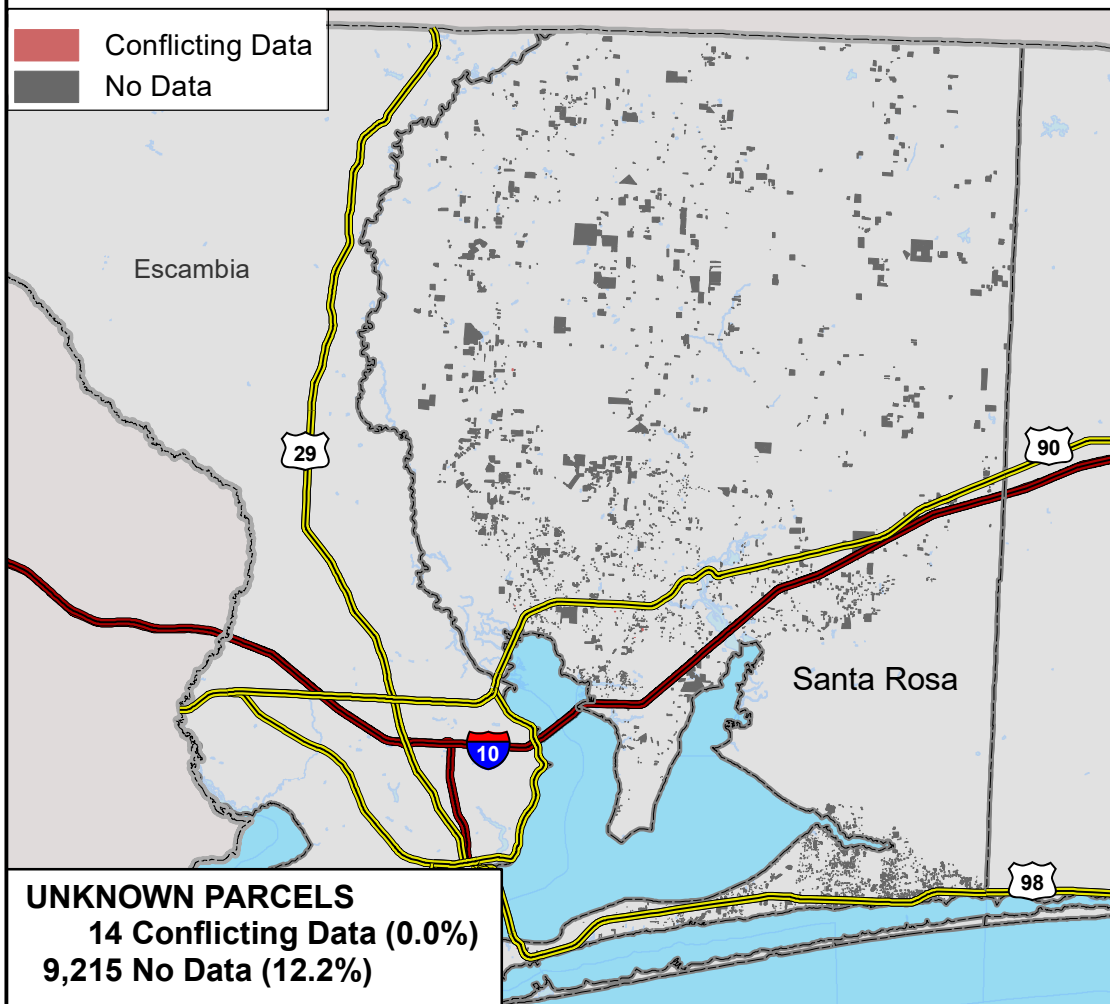 Conflicting Data
No Data
Escambia
29
90
Santa Rosa
10
98
UNKNOWN PARCELS
14 Conflicting Data (0.0%)
9,215 No Data (12.2%)